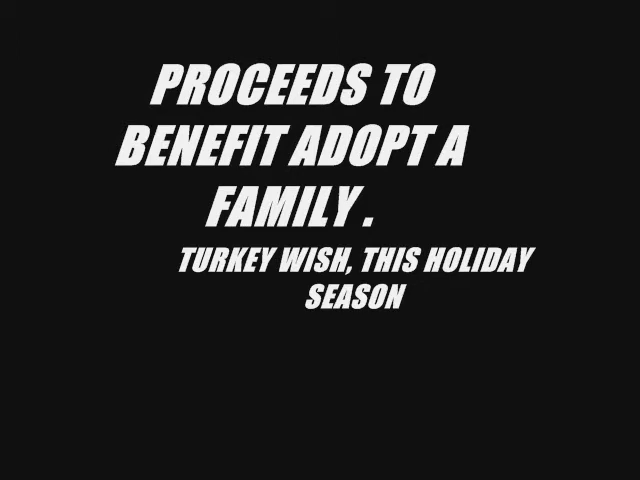 PROCEEDS TO
BENEFIT ADOPT A
FAMILY .
TURKEY WISH, THIS HOLIDAY
SEASON